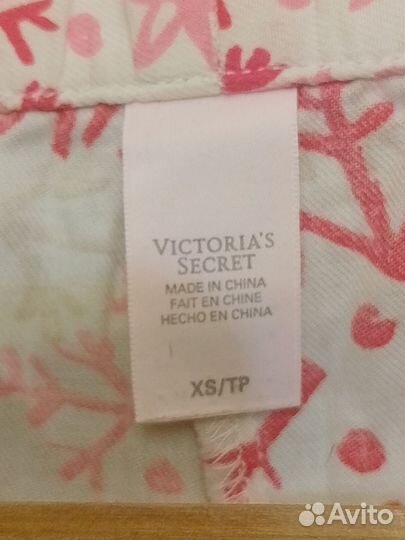 VICTORIA'S
SECRET
MADE IN CHINA
FAIT EN CHINE
HECHO EN CHINA
XS/TP
Avito